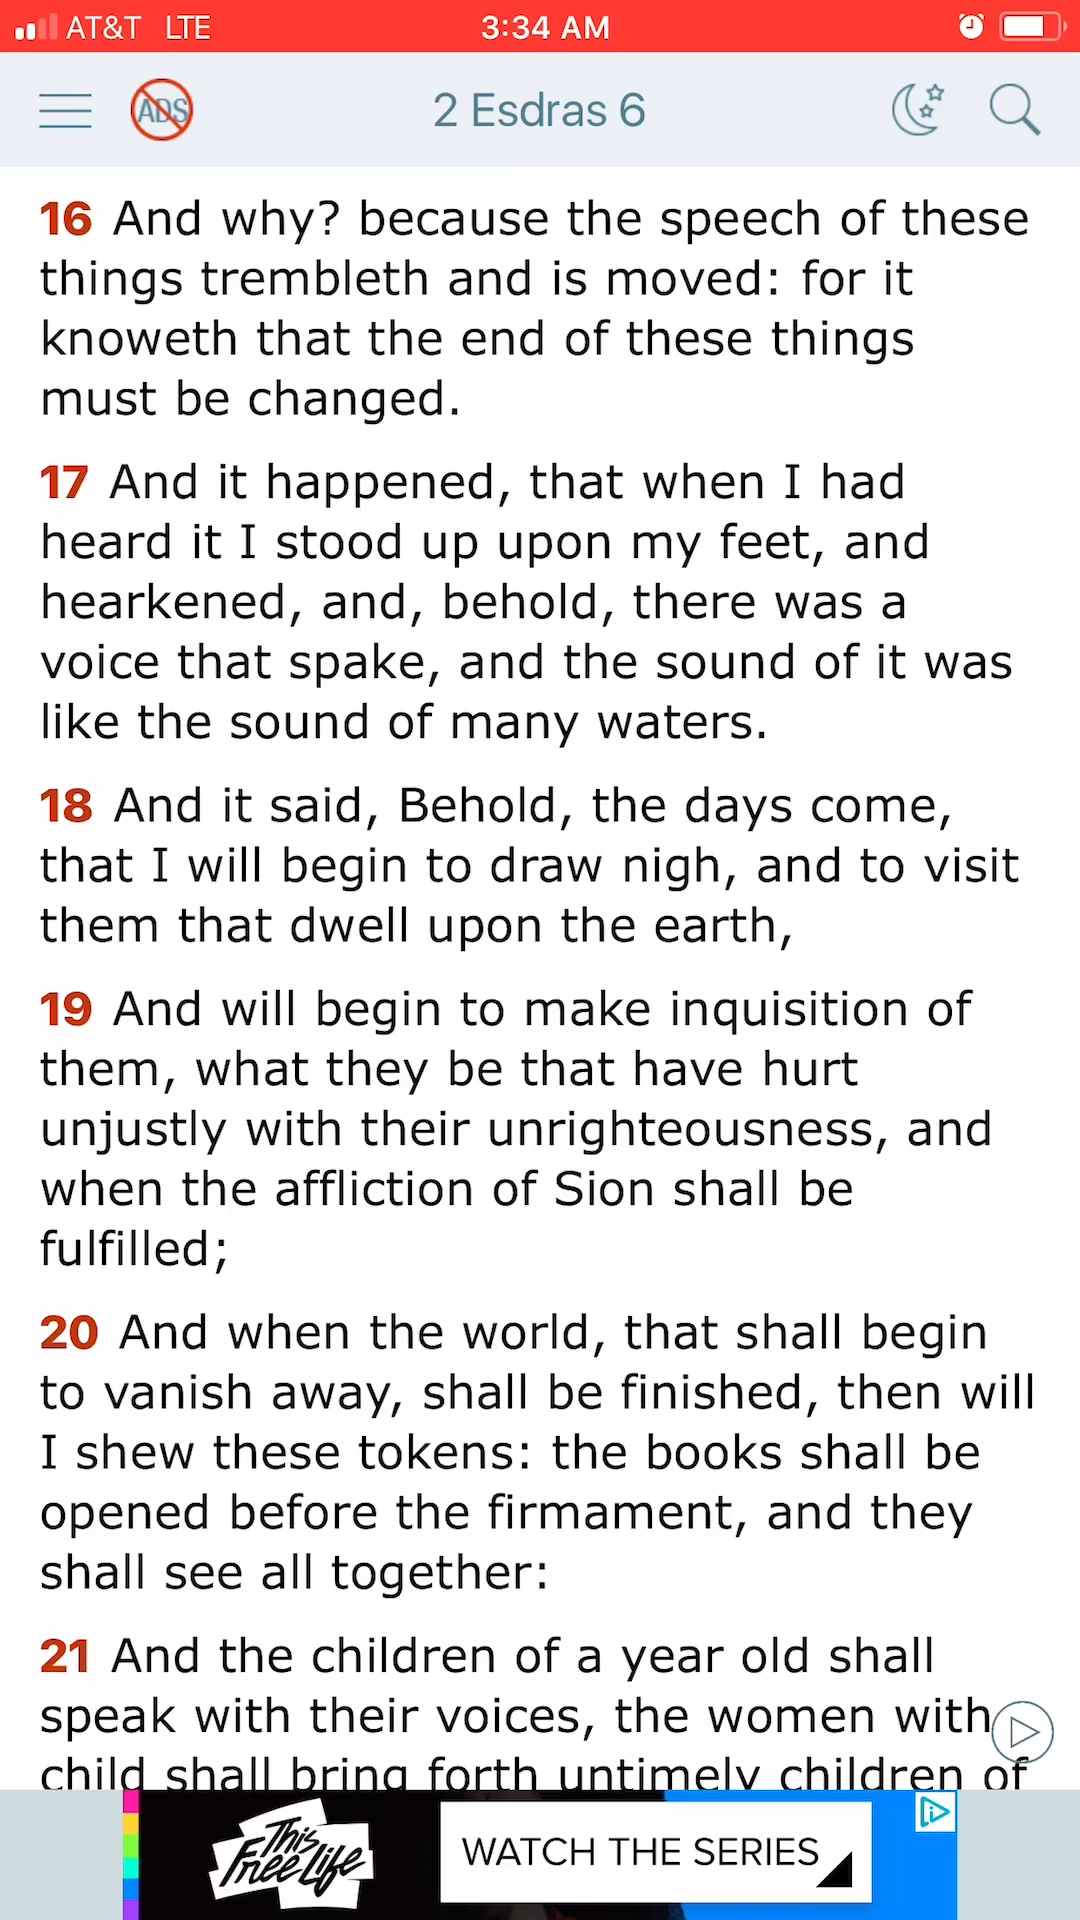 AT&T LTE 3:34 AM
ADS 2 Esdras 6
16 And why? because the speech of these
things trembleth and is moved: for it
knoweth that the end of these things
must be changed.
17 And it happened, that when I had
heard it I stood up upon my feet, and
hearkened, and, behold, there was a
voice that spake, and the sound of it was
like the sound of many waters.
18 And it said, Behold, the days come,
that I will begin to draw nigh, and to visit
them that dwell upon the earth,
19 And will begin to make inquisition of
them, what they be that have hurt
unjustly with their unrighteousness, and
when the affliction of Sion shall be
fulfilled;
20 And when the world, that shall begin
to vanish away, shall be finished, then will
I shew these tokens: the books shall be
opened before the firmament, and they
shall see all together:
21 And the children of a year old shall
speak with their voices, the women with
child shall bring forth untimely children of
This
Free Life
WATCH THE SERIES